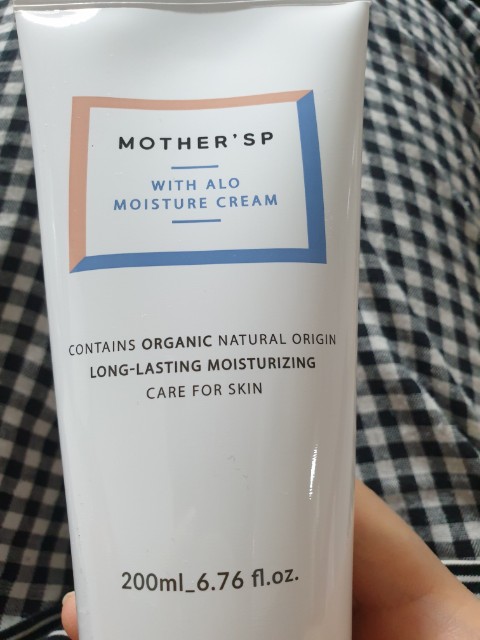 MOTHER'SP
WITH ALO
MOISTURE CREAM
CONTAINS ORGANIC NATURAL ORIGIN
LONG-LASTING MOISTURIZING
CARE FOR SKIN
200ml_6.76 fl.oz.